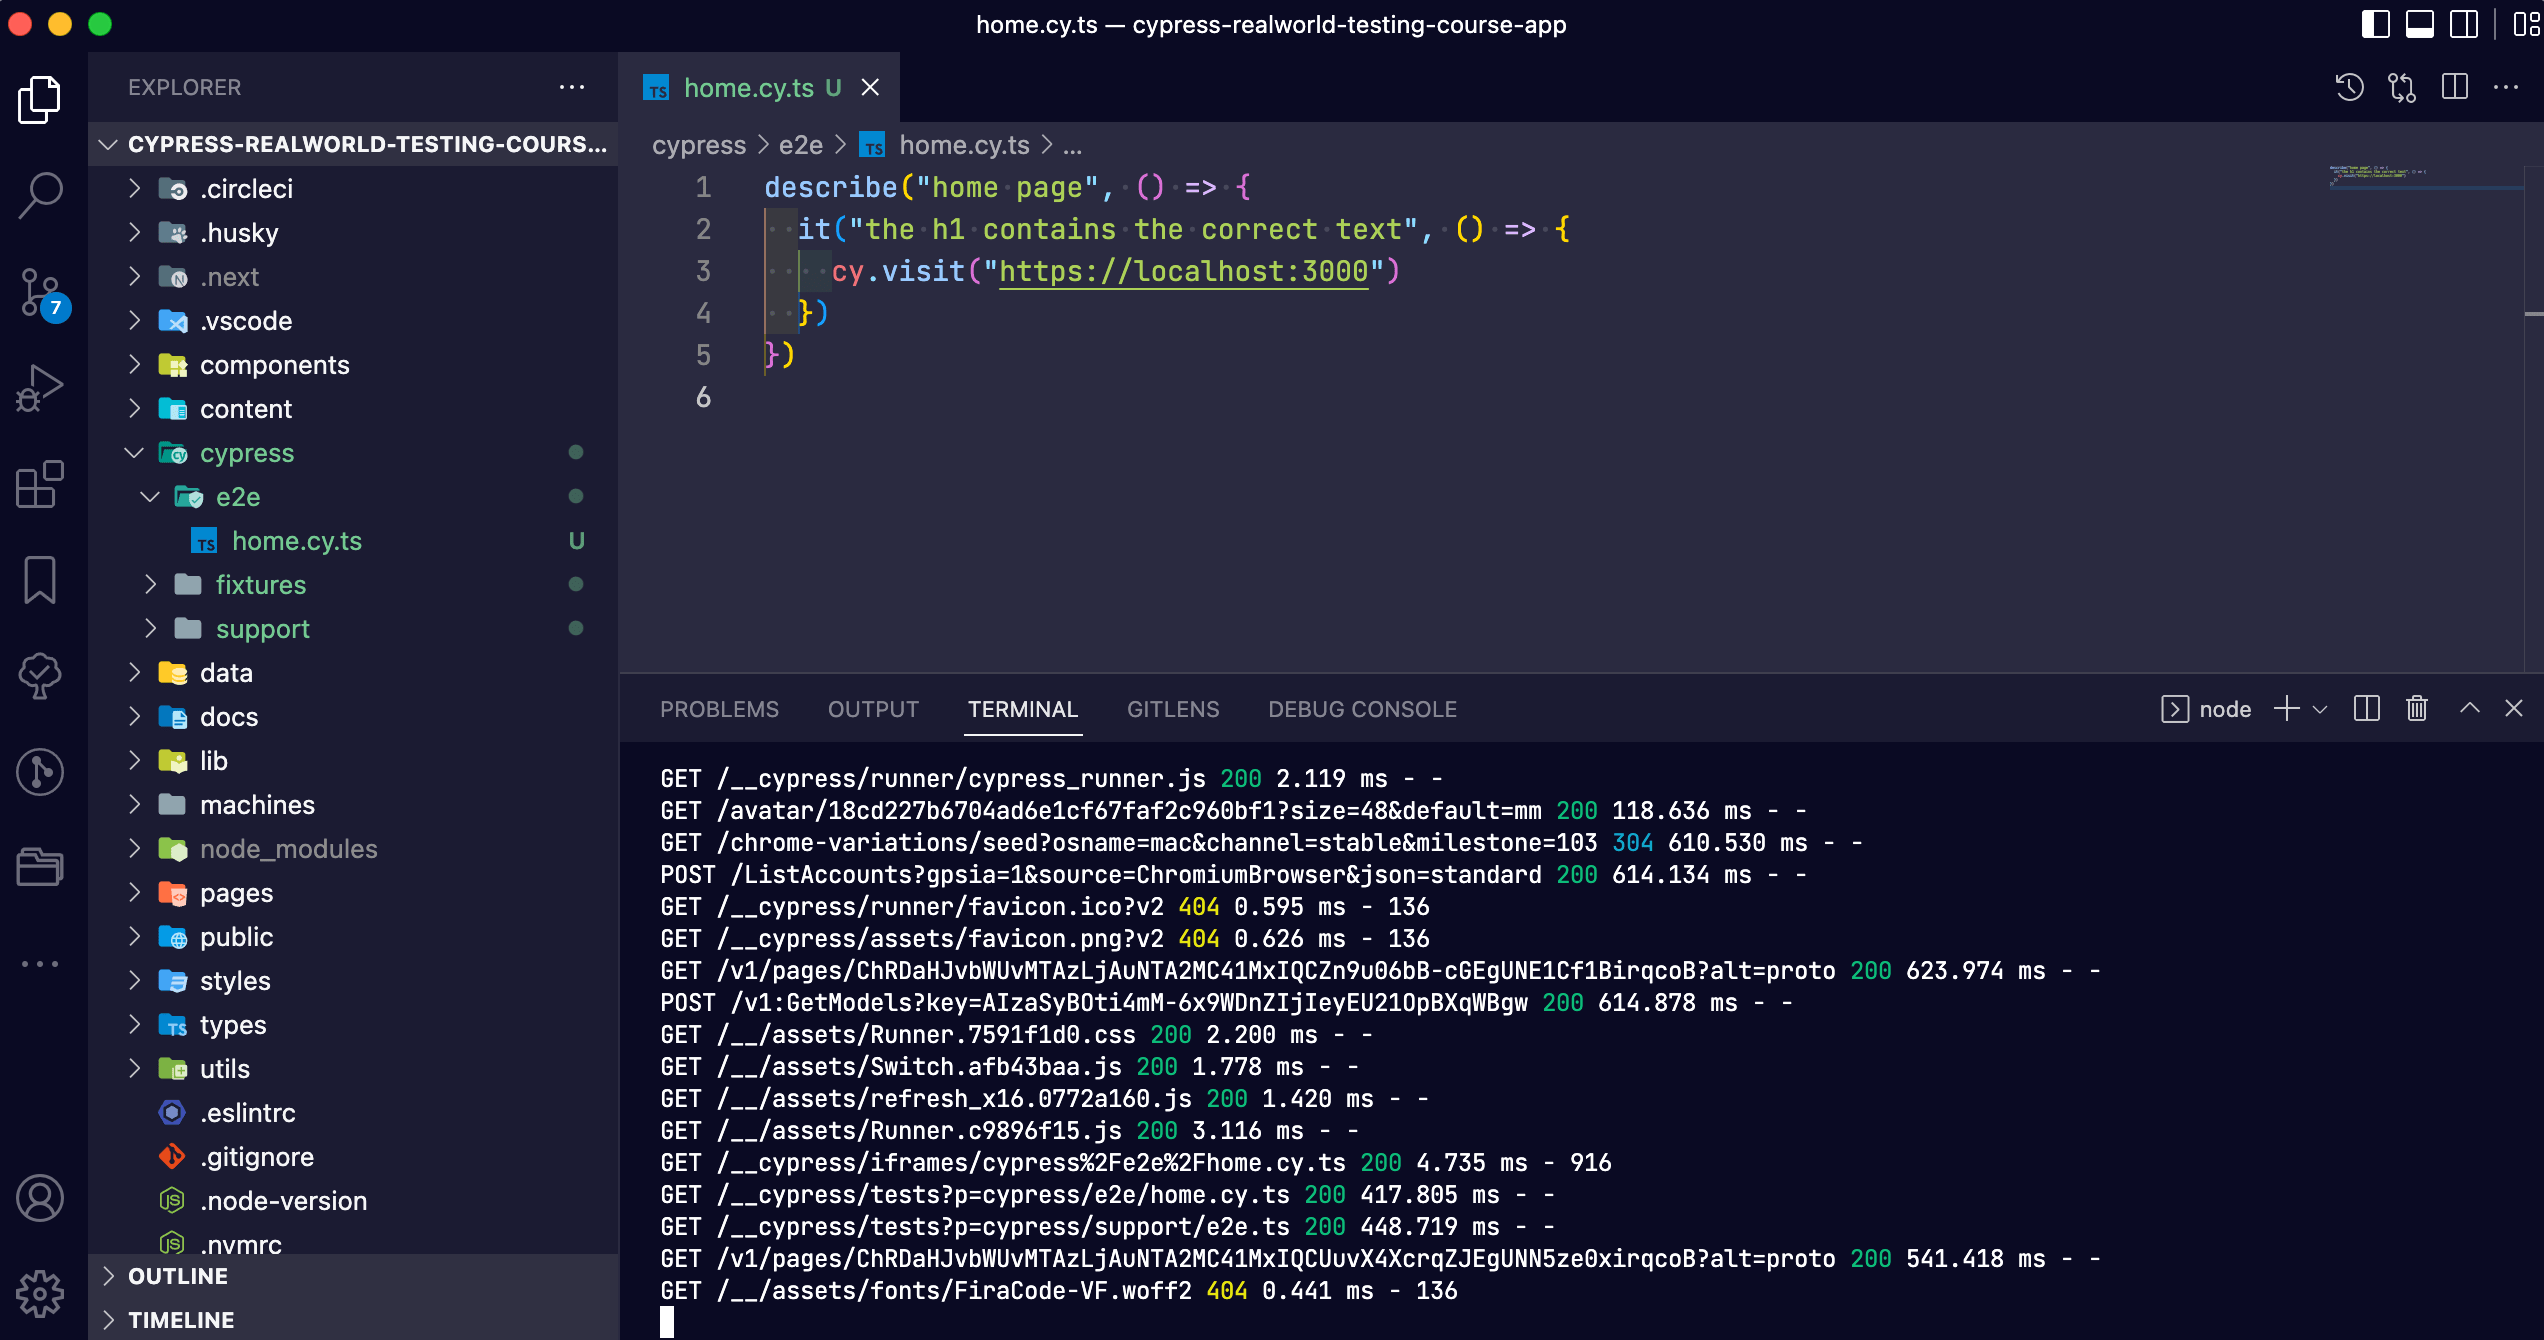 home.cy.ts — cypress-realworld-testing-course-app
EXPLORER
CYPRESS-REALWORLD-TESTING-COURS...
.circleci
.husky
.next
.vscode
components
content
cypress
e2e
home.cy.ts U
fixtures
support
data
docs
lib
machines
node_modules
pages
public
styles
types
utils
.eslintrc
.gitignore
.node-version
.nvmrc
OUTLINE
TIMELINE
7
TS home.cy.ts U
cypress > e2e > TS home.cy.ts > ...
1 describe("home page", () => {
2 it("the h1 contains the correct text", () => {
3 cy.visit("https://localhost:3000")
4 })
5 })
6
PROBLEMS OUTPUT TERMINAL GITLENS DEBUG CONSOLE node
GET /__cypress/runner/cypress_runner.js 200 2.119 ms - -
GET /avatar/18cd227b6704ad6e1cf67faf2c960bf1?size=48&default=mm 200 118.636 ms - -
GET /chrome-variations/seed?osname=mac&channel=stable&milestone=103 304 610.530 ms - -
POST /ListAccounts?gpsia=1&source=ChromiumBrowser&json=standard 200 614.134 ms - -
GET /__cypress/runner/favicon.ico?v2 404 0.595 ms - 136
GET /__cypress/assets/favicon.png?v2 404 0.626 ms - 136
GET /v1/pages/ChRDaHJvbWUvMTAzLjAuNTA2MC41MxIQCZn9u06bB-cGEgUNE1Cf1BirqcoB?alt=proto 200 623.974 ms - -
POST /v1:GetModels?key=AIzaSyBOti4mM-6x9WDnZIjIeyEU21OpBXqWBgw 200 614.878 ms - -
GET /__/assets/Runner.7591f1d0.css 200 2.200 ms - -
GET /__/assets/Switch.afb43baa.js 200 1.778 ms - -
GET /__/assets/refresh_x16.0772a160.js 200 1.420 ms - -
GET /__/assets/Runner.c9896f15.js 200 3.116 ms - -
GET /__cypress/iframes/cypress%2Fe2e%2Fhome.cy.ts 200 4.735 ms - 916
GET /__cypress/tests?p=cypress/e2e/home.cy.ts 200 417.805 ms - -
GET /__cypress/tests?p=cypress/support/e2e.ts 200 448.719 ms - -
GET /v1/pages/ChRDaHJvbWUvMTAzLjAuNTA2MC41MxIQCUuvX4XcrqZJEgUNN5ze0xirqcoB?alt=proto 200 541.418 ms - -
GET /__/assets/fonts/FiraCode-VF.woff2 404 0.441 ms - 136